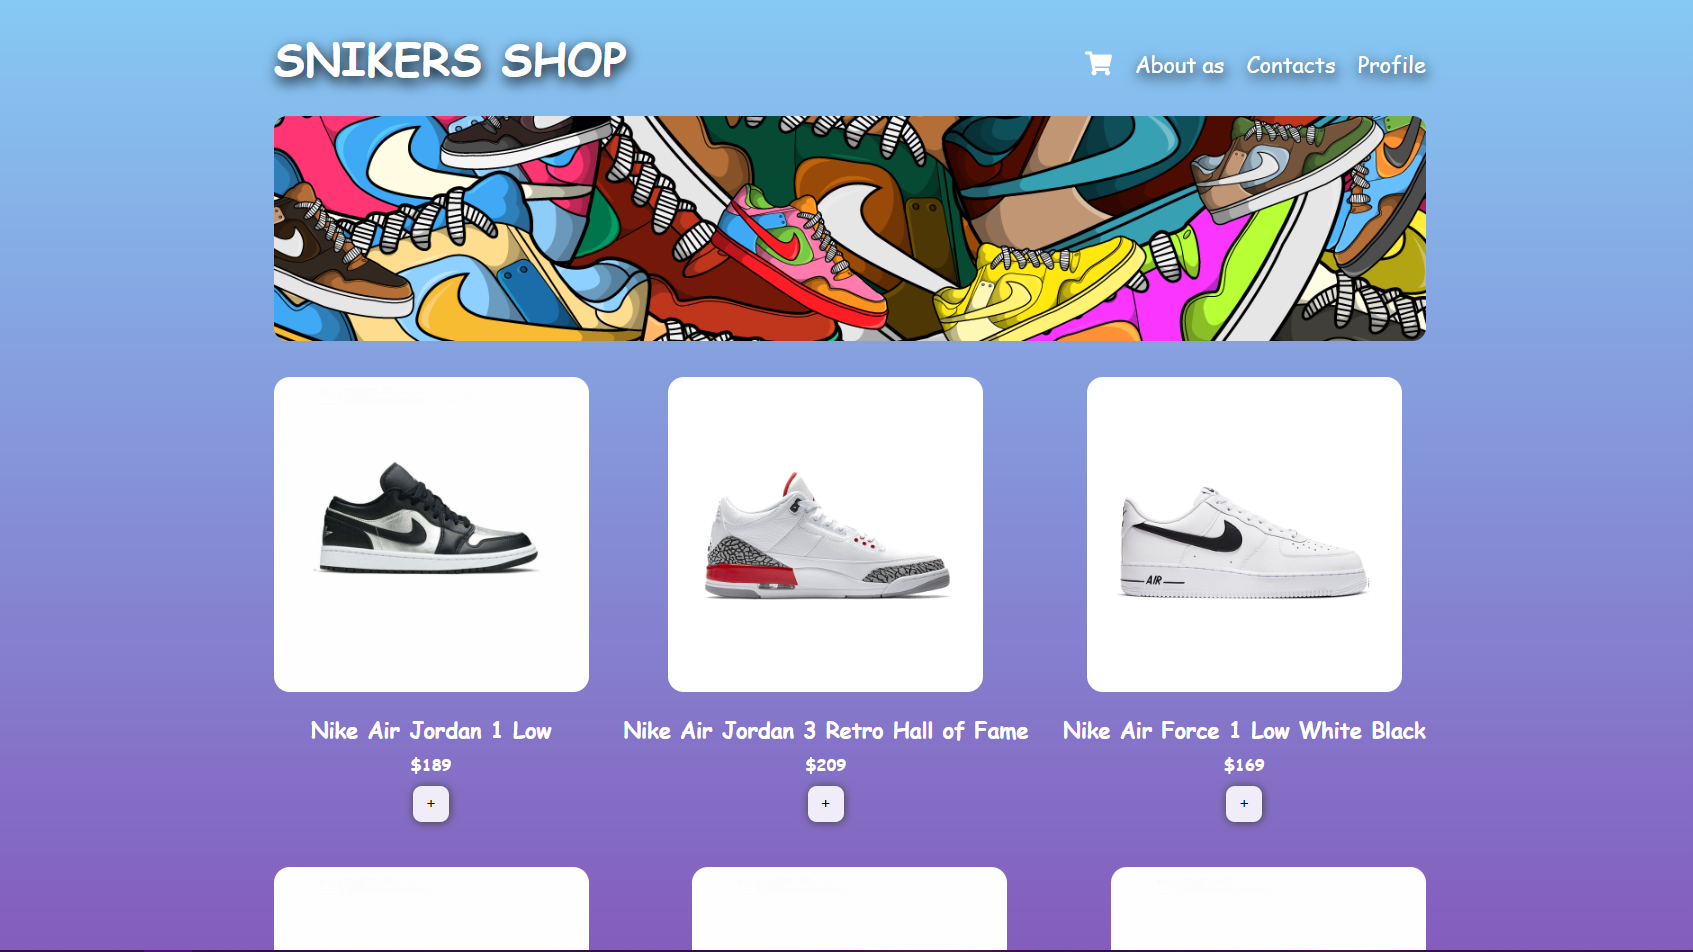 SNIKERS SHOP
About as
Contacts
Profile
AIR
Nike Air Jordan 1 Low
Nike Air Jordan 3 Retro Hall of Fame
Nike Air Force 1 Low White Black
$189
$209
$169
+
+
+